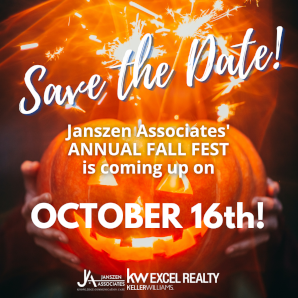 Save the Date!
Janszen Associates'
ANNUAL FALL FEST
is coming up on
OCTOBER 16th!
JA JANSZEN ASSOCIATES
kw EXCEL REALTY
KELLERWILLIAMS.